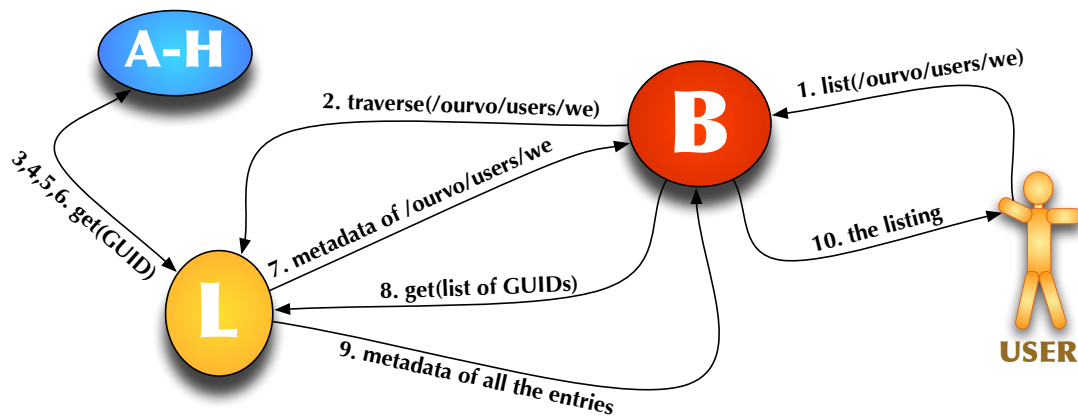 A-H
1. list(/ourvo/users/we)
2. traverse(/ourvo/users/we)
B
3,4,5,6. get(GUID)
7. metadata of /ourvo/users/we
10. the listing
8. get(list of GUIDs)
L
9. metadata of all the entries
USER